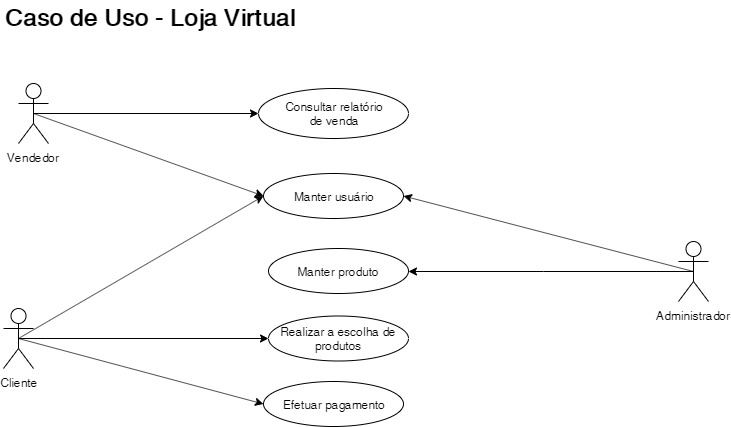 Caso de Uso - Loja Virtual
Consultar relatório
de venda
Vendedor
Manter usuário
Manter produto
Administrador
Realizar a escolha de
produtos
Cliente
Efetuar pagamento